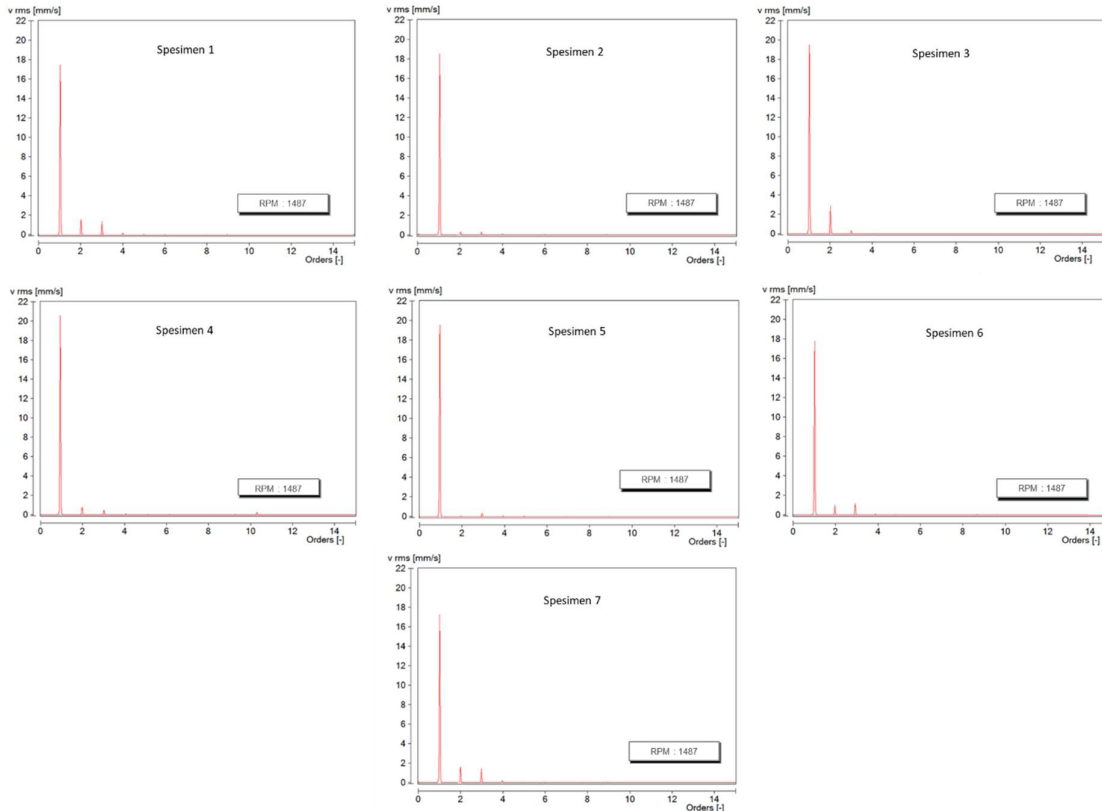 v rms [mm/s]
22
20
18
16
14
12
10
8
6
4
2
0
Spesimen 1
RPM : 1487
0 2 4 6 8 10 12 14
Orders [-]
v rms [mm/s]
22
20
18
16
14
12
10
8
6
4
2
0
Spesimen 2
RPM : 1487
0 2 4 6 8 10 12 14
Orders [-]
v rms [mm/s]
22
20
18
16
14
12
10
8
6
4
2
0
Spesimen 3
RPM : 1487
8 2 4 6 8 10 12 14
Orders [-]
v rms [mm/s]
22
20
18
16
14
12
10
8
6
4
2
0
Spesimen 4
RPM : 1487
0 2 4 6 8 10 12 14
Orders [-]
v rms [mm/s]
22
20
18
16
14
12
10
8
6
4
2
0
Spesimen 5
RPM : 1487
0 2 4 6 8 10 12 14
Orders [-]
v rms [mm/s]
22
20
18
16
14
12
10
8
6
4
2
0
Spesimen 6
RPM : 1487
0 2 4 6 8 10 12 14
Orders [-]
v rms [mm/s]
22
20
18
16
14
12
10
8
6
4
2
0
Spesimen 7
RPM : 1487
0 2 4 6 8 10 12 14
Orders [-]